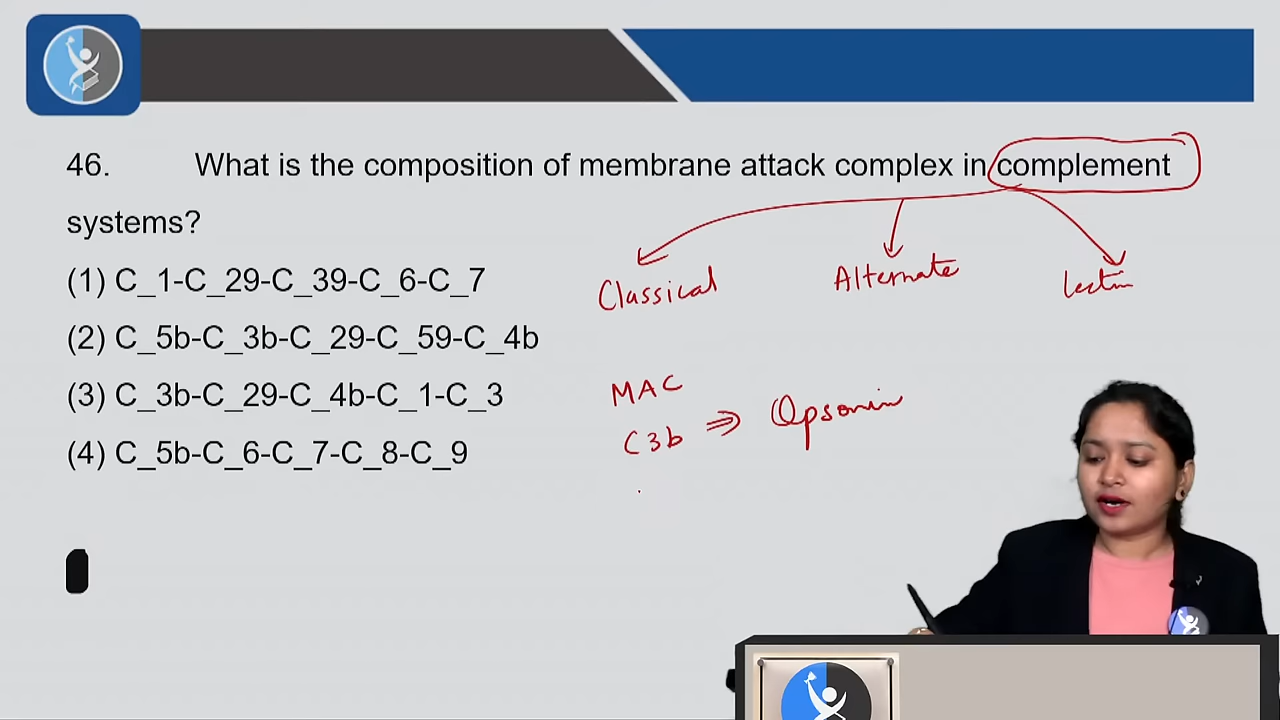 46. What is the composition of membrane attack complex in complement
systems?
(1) C_1-C_29-C_39-C_6-C_7
(2) C_5b-C_3b-C_29-C_59-C_4b
(3) C_3b-C_29-C_4b-C_1-C_3
(4) C_5b-C_6-C_7-C_8-C_9
Classical
Alternate
Lectin
MAC
C3b ⇒ Opsonin